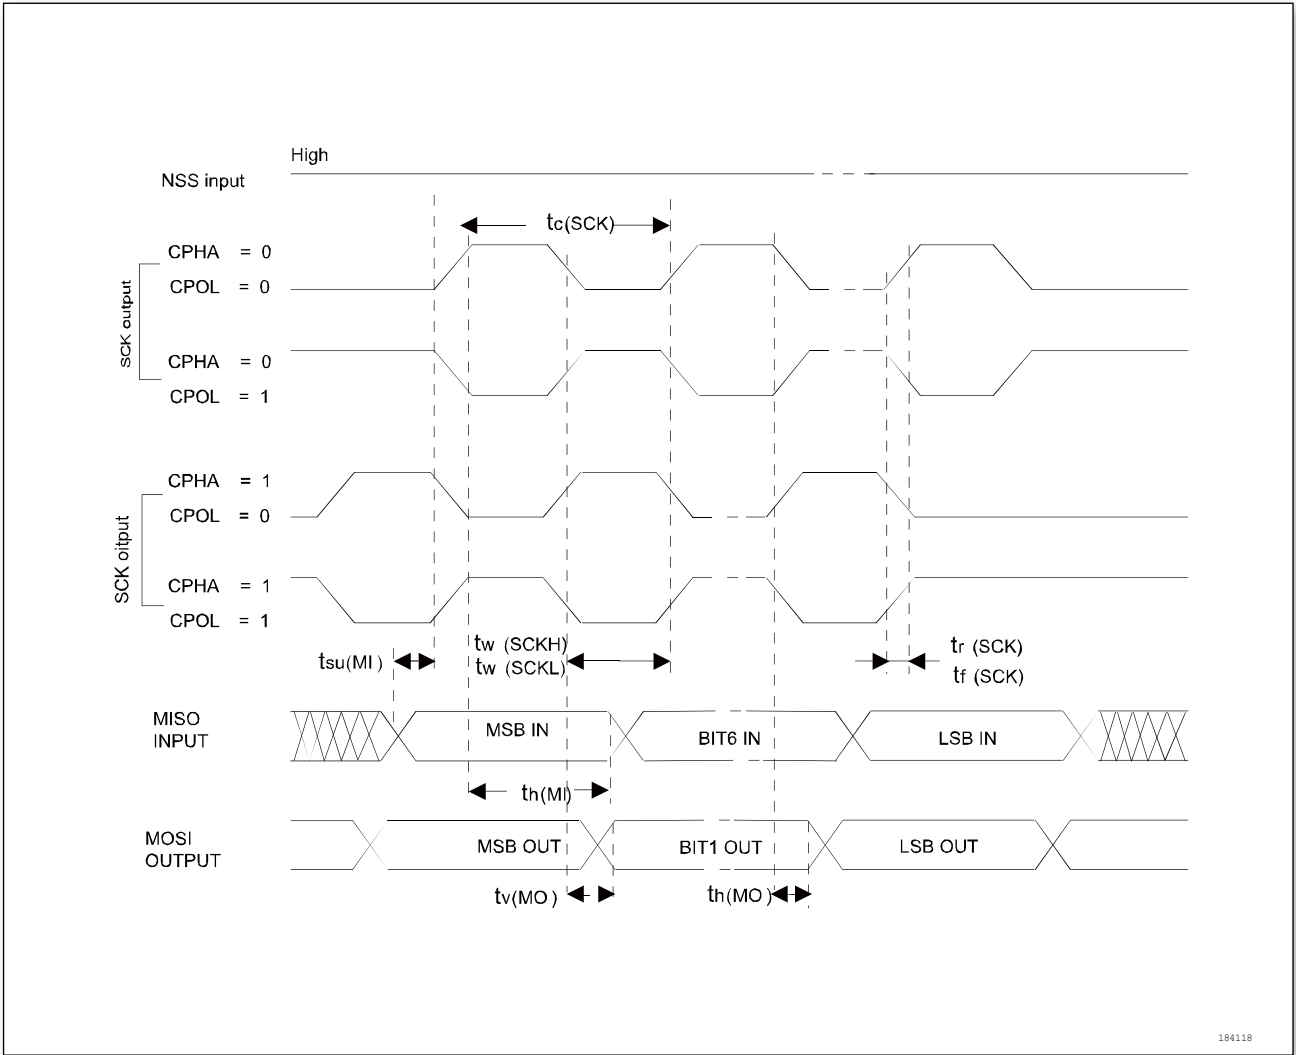 High
NSS input
tc(SCK)
CPHA = 0
CPOL = 0
SCK output
CPHA = 0
CPOL = 1
CPHA = 1
CPOL = 0
SCK oitput
CPHA = 1
CPOL = 1
tsu(MI)
tw (SCKH)
tw (SCKL)
tr (SCK)
tf (SCK)
MISO
INPUT
MSB IN
BIT6 IN
LSB IN
th(MI)
MOSI
OUTPUT
MSB OUT
BIT1 OUT
LSB OUT
tv(MO)
th(MO)
184118